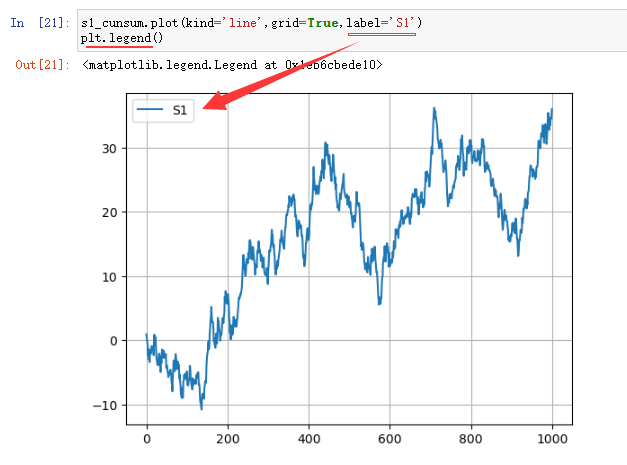 In [21]: s1_cunsum.plot(kind='line',grid=True,label='S1')
plt.legend()
Out[21]: <matplotlib.legend.Legend at 0x1eb6cbede10>
S1
30
20
10
0
−10
0 200 400 600 800 1000